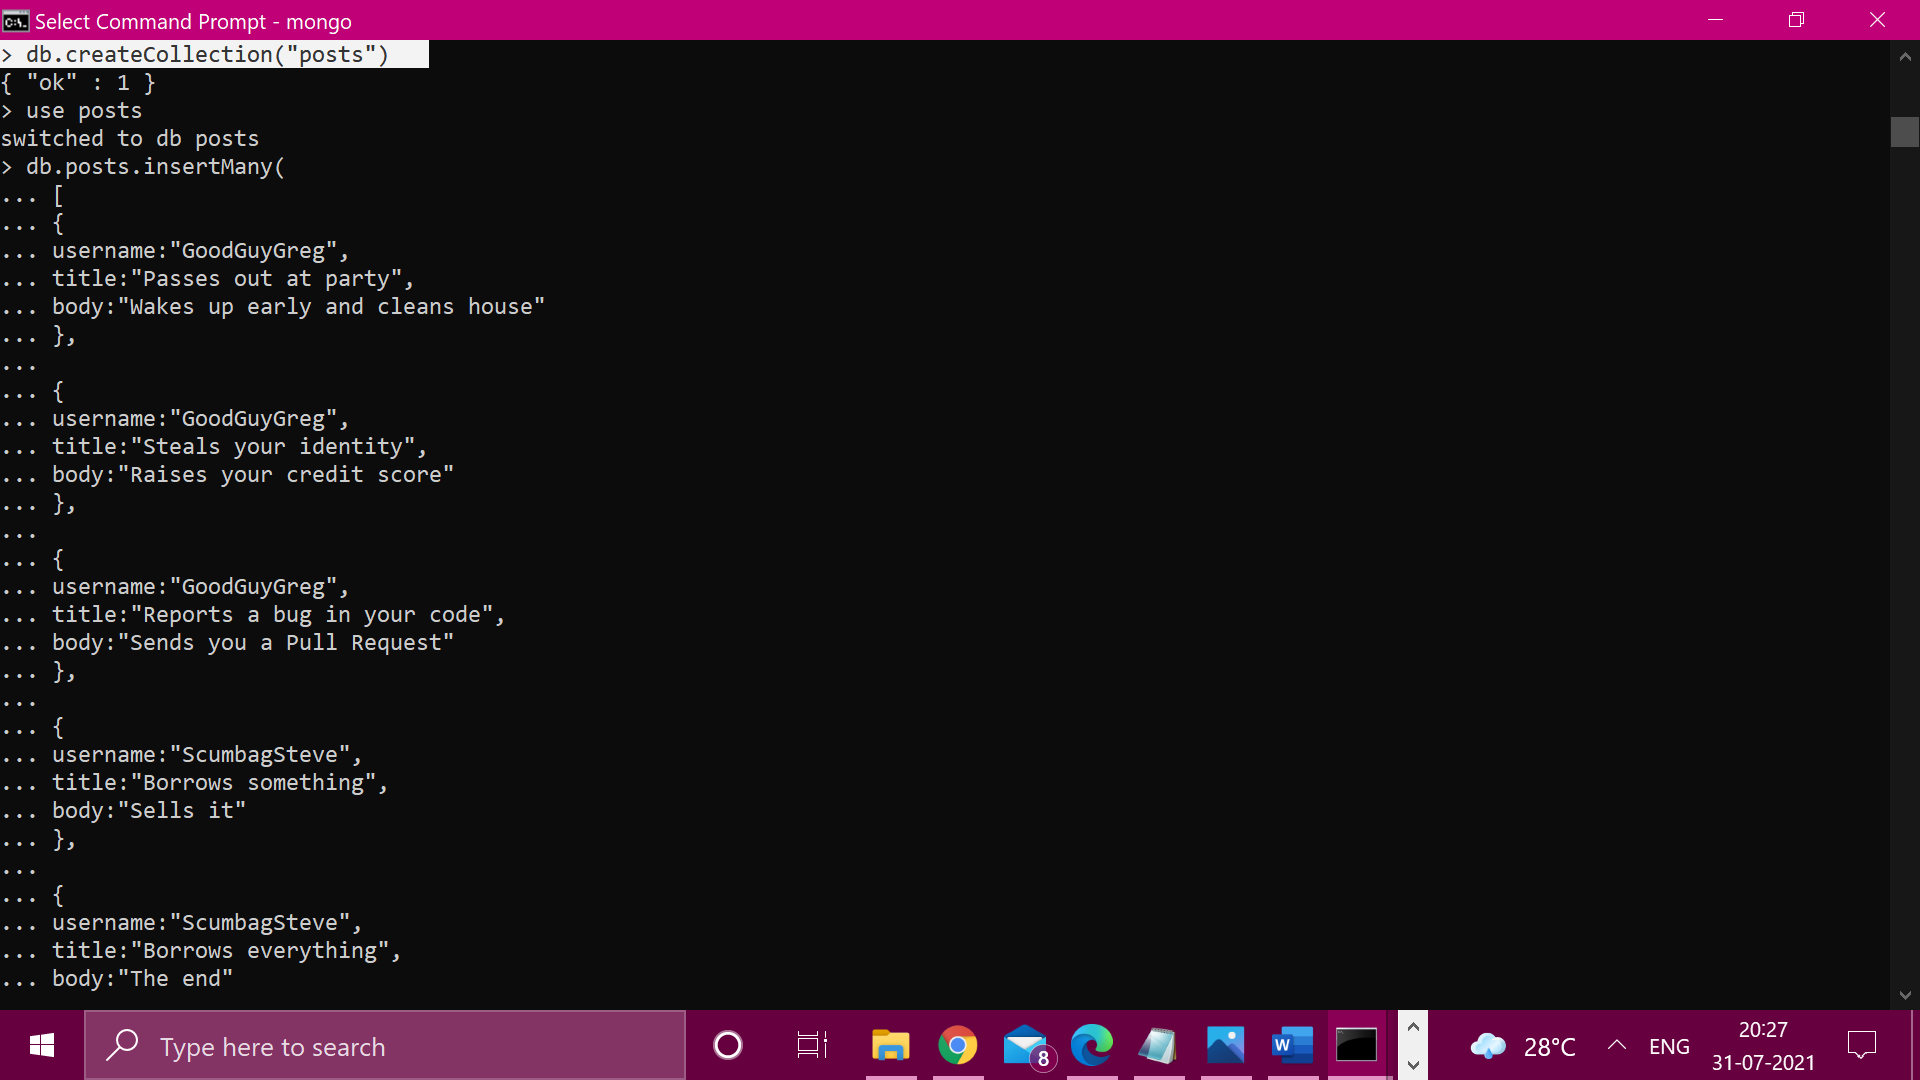 Select Command Prompt - mongo
> db.createCollection("posts")
{ "ok" : 1 }
> use posts
switched to db posts
> db.posts.insertMany(
... [
... {
... username:"GoodGuyGreg",
... title:"Passes out at party",
... body:"Wakes up early and cleans house"
... },
...
... {
... username:"GoodGuyGreg",
... title:"Steals your identity",
... body:"Raises your credit score"
... },
...
... {
... username:"GoodGuyGreg",
... title:"Reports a bug in your code",
... body:"Sends you a Pull Request"
... },
...
... {
... username:"ScumbagSteve",
... title:"Borrows something",
... body:"Sells it"
... },
...
... {
... username:"ScumbagSteve",
... title:"Borrows everything",
... body:"The end"
Type here to search
8
W
28°C
ENG
20:27
31-07-2021